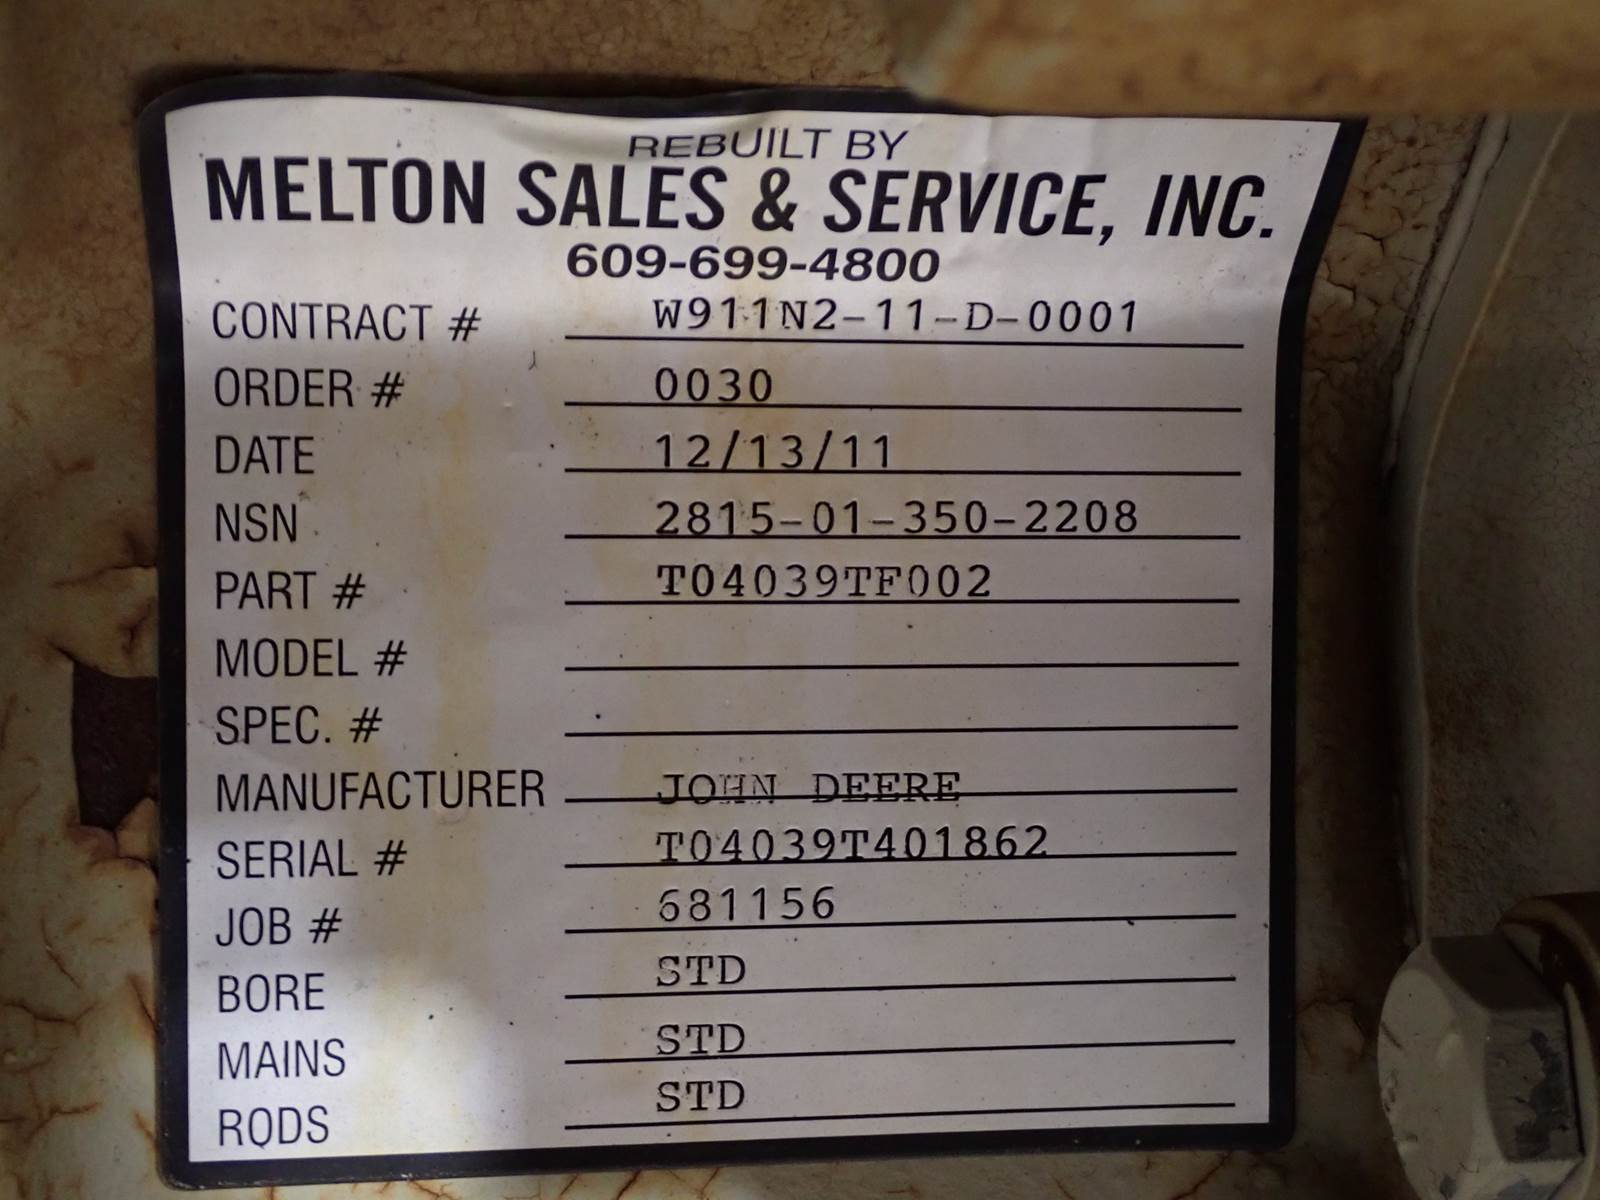 REBUILT BY
MELTON SALES & SERVICE, INC.
609-699-4800
CONTRACT # W911N2-11-D-0001
ORDER # 0030
DATE 12/13/11
NSN 2815-01-350-2208
PART # T04039TF002
MODEL #
SPEC. #
MANUFACTURER JOHN DEERE
SERIAL # T04039T401862
JOB # 681156
BORE STD
MAINS STD
RODS STD